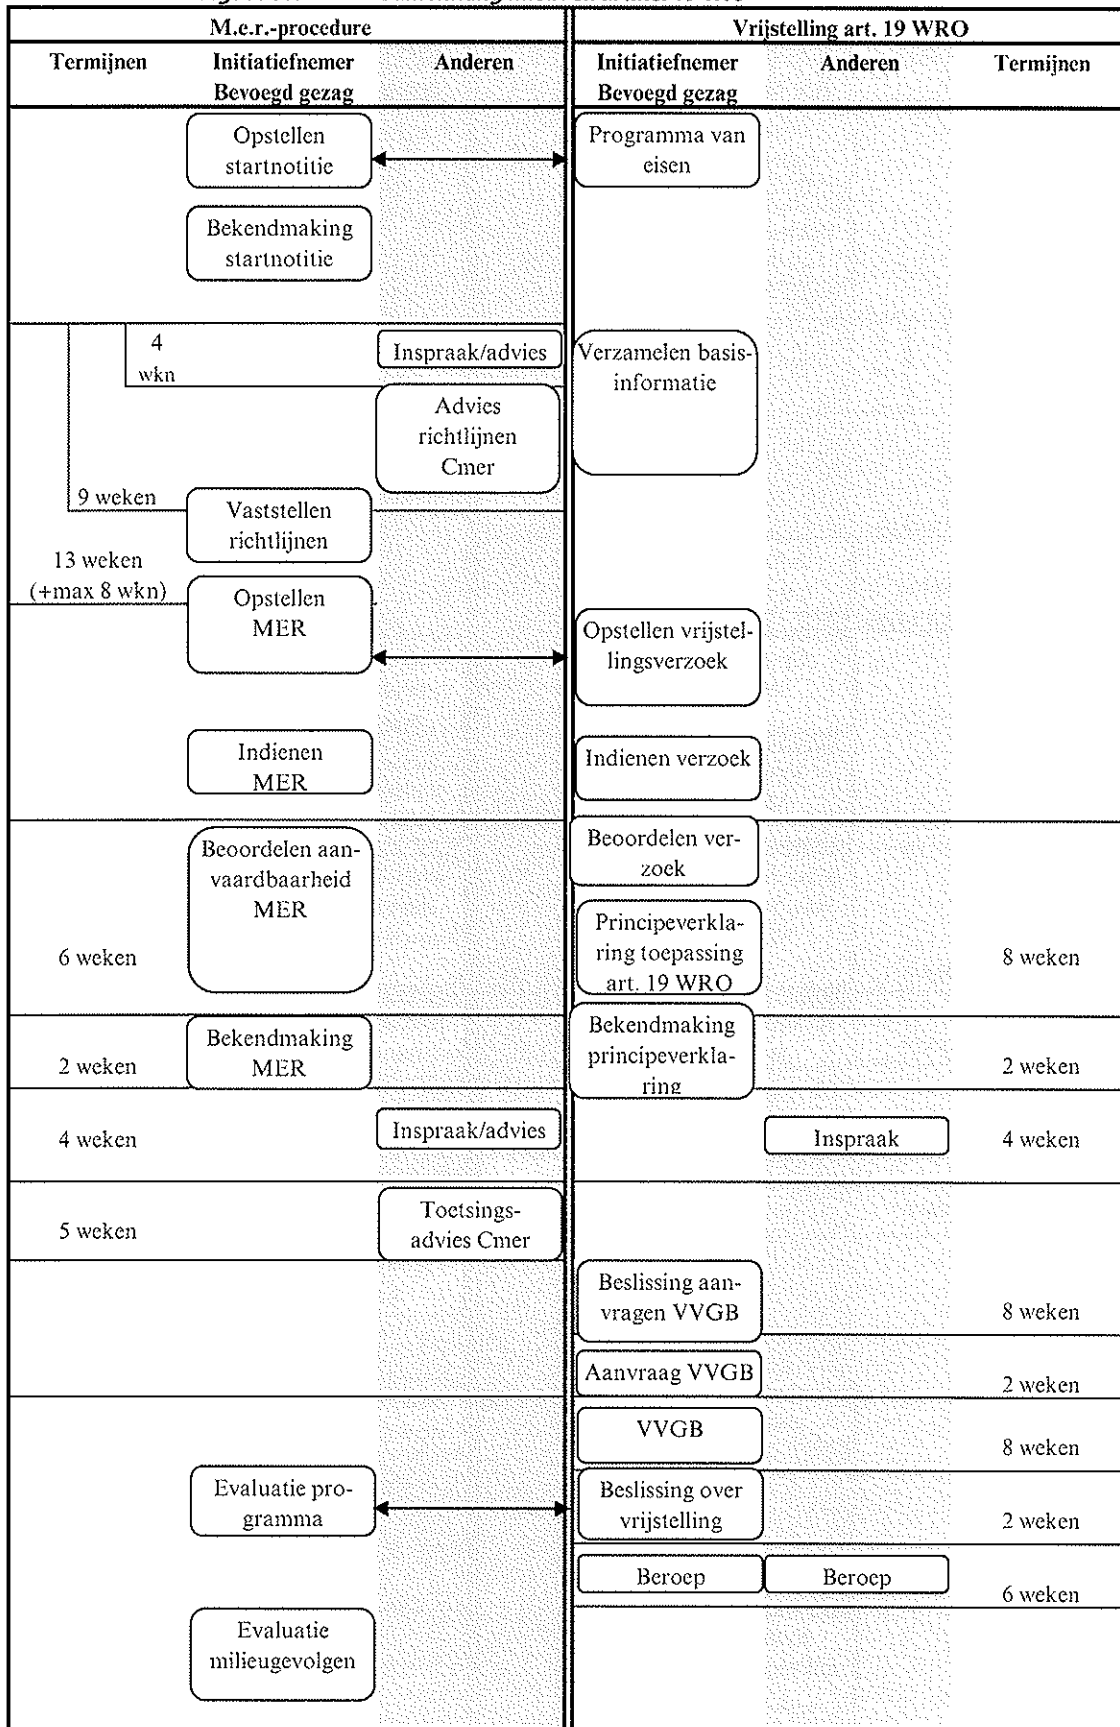 M.e.r.-procedure
Vrijstelling art. 19 WRO
Termijnen
Initiatiefnemer
Bevoegd gezag
Anderen
Initiatiefnemer
Bevoegd gezag
Anderen
Termijnen
Opstellen
startnotitie
Programma van
eisen
Bekendmaking
startnotitie
4
wkn
Inspraak/advies
Verzamelen basis-
informatie
Advies
richtlijnen
Cmer
9 weken
Vaststellen
richtlijnen
13 weken
(+max 8 wkn)
Opstellen
MER
Opstellen vrijstel-
lingsverzoek
Indienen
MER
Indienen verzoek
Beoordelen aan-
vaardbaarheid
MER
Beoordelen ver-
zoek
6 weken
Principeverkla-
ring toepassing
art. 19 WRO
8 weken
2 weken
Bekendmaking
MER
Bekendmaking
principeverkla-
ring
2 weken
4 weken
Inspraak/advies
Inspraak
4 weken
5 weken
Toetsings-
advies Cmer
Beslissing aan-
vragen VVGB
8 weken
Aanvraag VVGB
2 weken
VVGB
8 weken
Evaluatie pro-
gramma
Beslissing over
vrijstelling
2 weken
Beroep
Beroep
6 weken
Evaluatie
milieugevolgen